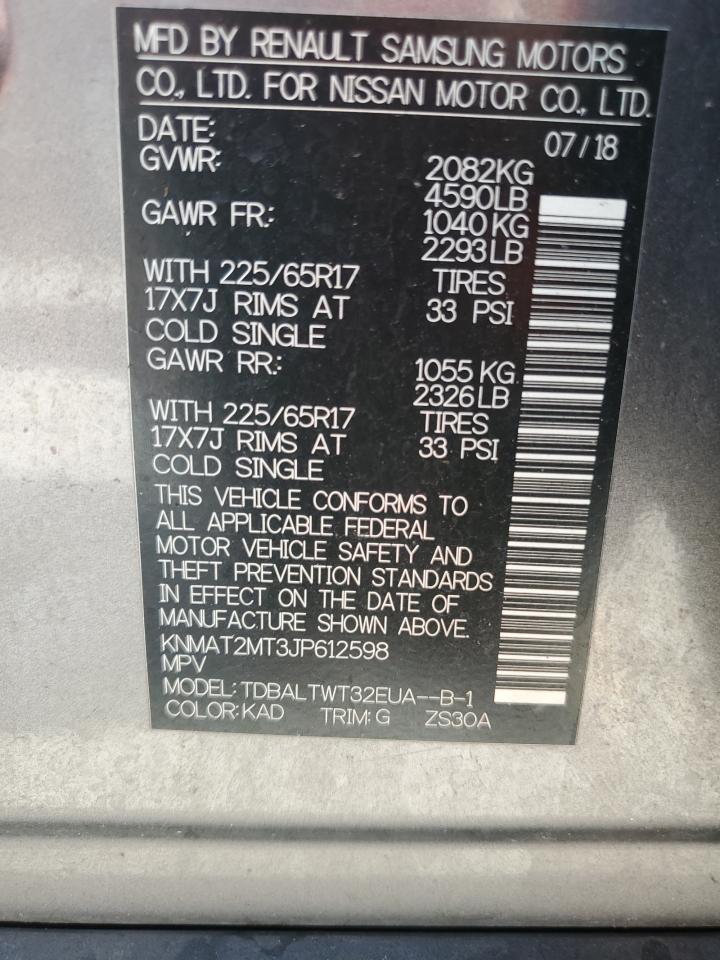 MFD BY RENAULT SAMSUNG MOTORS
CO., LTD. FOR NISSAN MOTOR CO., LTD.
DATE: 07/18
GVWR: 2082KG
4590LB
GAWR FR: 1040KG
2293LB
WITH 225/65R17 TIRES
17X7J RIMS AT 33 PSI
COLD SINGLE
GAWR RR: 1055KG
2326LB
WITH 225/65R17 TIRES
17X7J RIMS AT 33 PSI
COLD SINGLE
THIS VEHICLE CONFORMS TO
ALL APPLICABLE FEDERAL
MOTOR VEHICLE SAFETY AND
THEFT PREVENTION STANDARDS
IN EFFECT ON THE DATE OF
MANUFACTURE SHOWN ABOVE.
KNMAT2MT3JP612598
MPV
MODEL:TDBALTWT32EUA--B-1
COLOR:KAD TRIM:G ZS30A